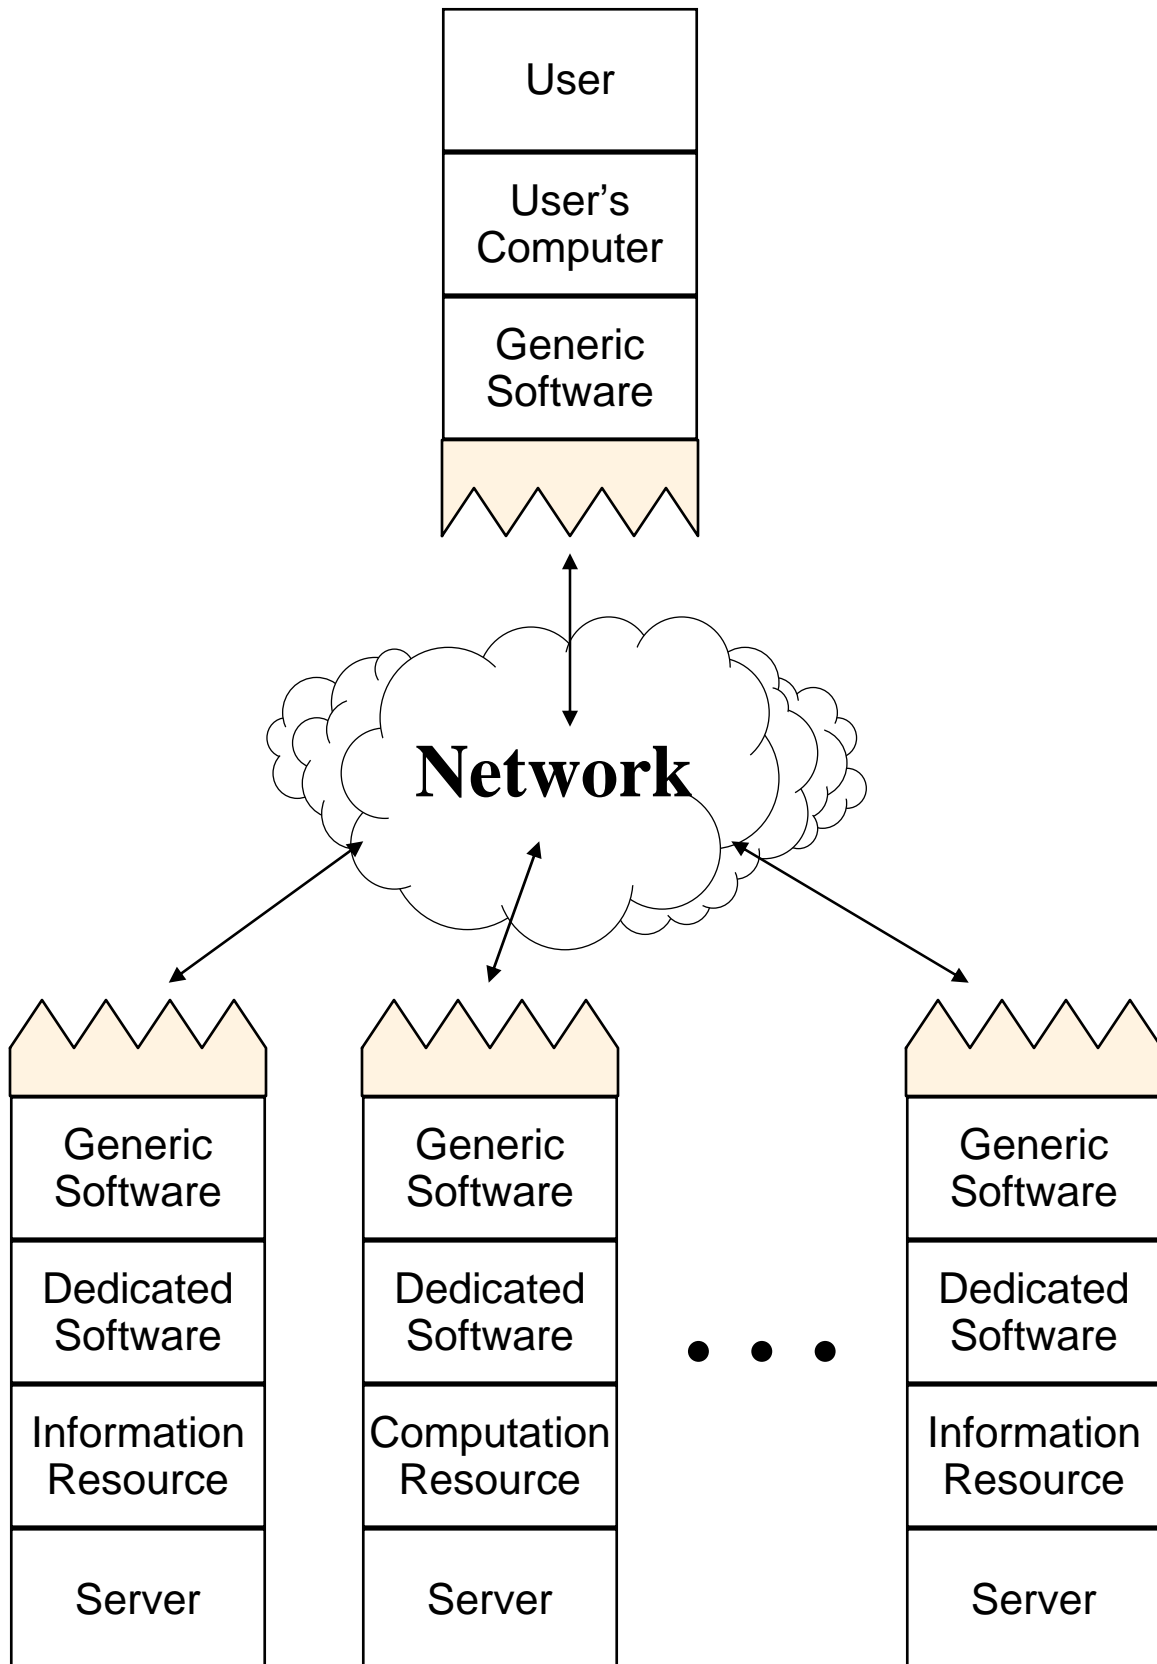 User
User’s
Computer
Generic
Software
Network
Generic
Software
Dedicated
Software
Information
Resource
Server
Generic
Software
Dedicated
Software
Computation
Resource
Server
Generic
Software
Dedicated
Software
Information
Resource
Server